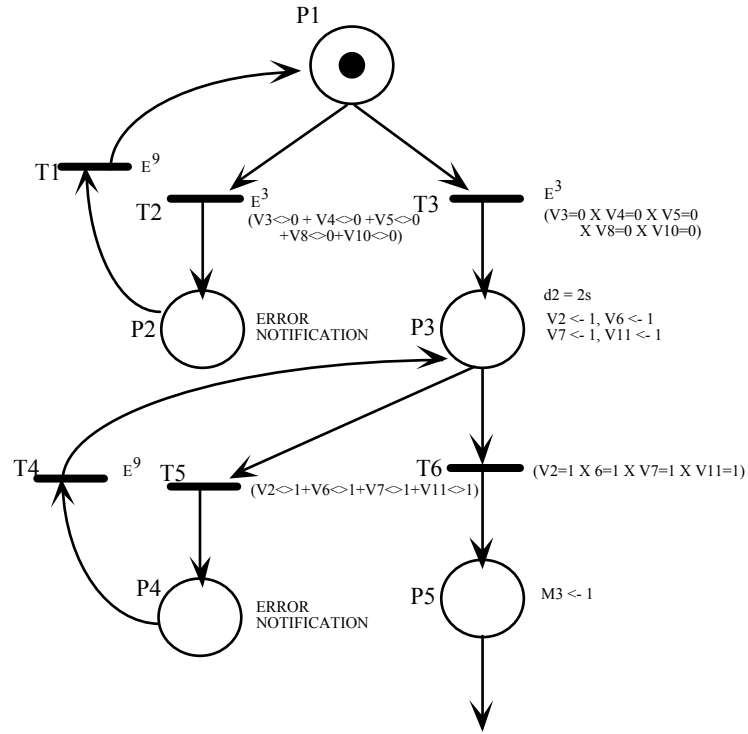 P1
T1
E9
T2
E3
(V3<>0 + V4<>0 +V5<>0
+V8<>0+V10<>0)
T3
E3
(V3=0 X V4=0 X V5=0
X V8=0 X V10=0)
P2
ERROR
NOTIFICATION
P3
d2 = 2s
V2 <- 1, V6 <- 1
V7 <- 1, V11 <- 1
T4
E9
T5
(V2<>1+V6<>1+V7<>1+V11<>1)
T6
(V2=1 X 6=1 X V7=1 X V11=1)
P4
ERROR
NOTIFICATION
P5
M3 <- 1